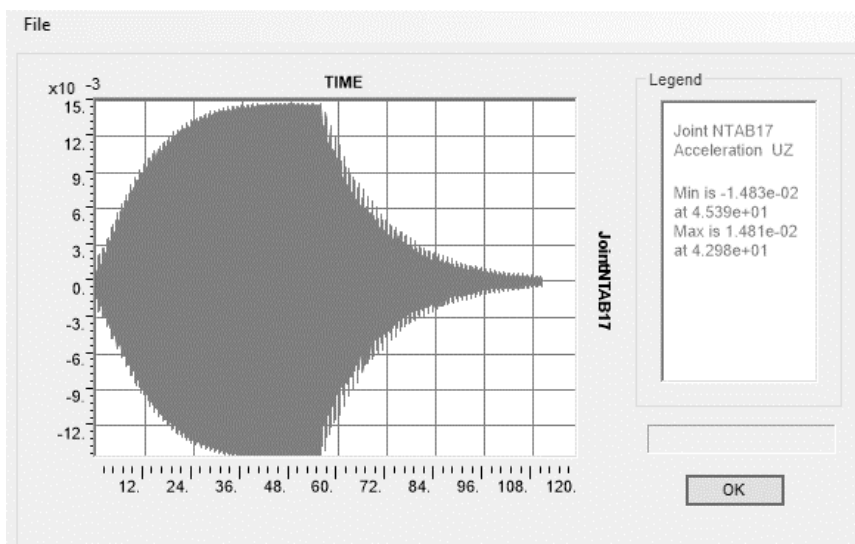 File
x10 -3
TIME
15.
12.
9.
6.
3.
0.
-3.
-6.
-9.
-12.
12. 24. 36. 48. 60. 72. 84. 96. 108. 120.
JointNTAB17
Legend
Joint NTAB17
Acceleration UZ
Min is -1.483e-02
at 4.539e+01
Max is 1.481e-02
at 4.298e+01
OK